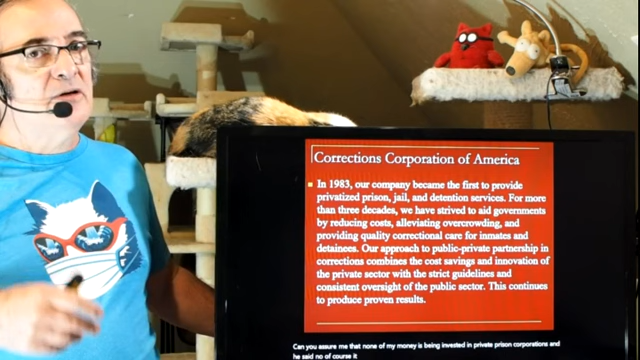 Corrections Corporation of America
In 1983, our company became the first to provide
privatized prison, jail, and detention services. For more
than three decades, we have strived to aid governments
by reducing costs, alleviating overcrowding, and
providing quality correctional care for inmates and
detainees. Our approach to public-private partnership in
corrections combines the cost savings and innovation of
the private sector with the strict guidelines and
consistent oversight of the public sector. This continues
to produce proven results.
Can you assure me that none of my money is being invested in private prison corporations and
he said no of course it